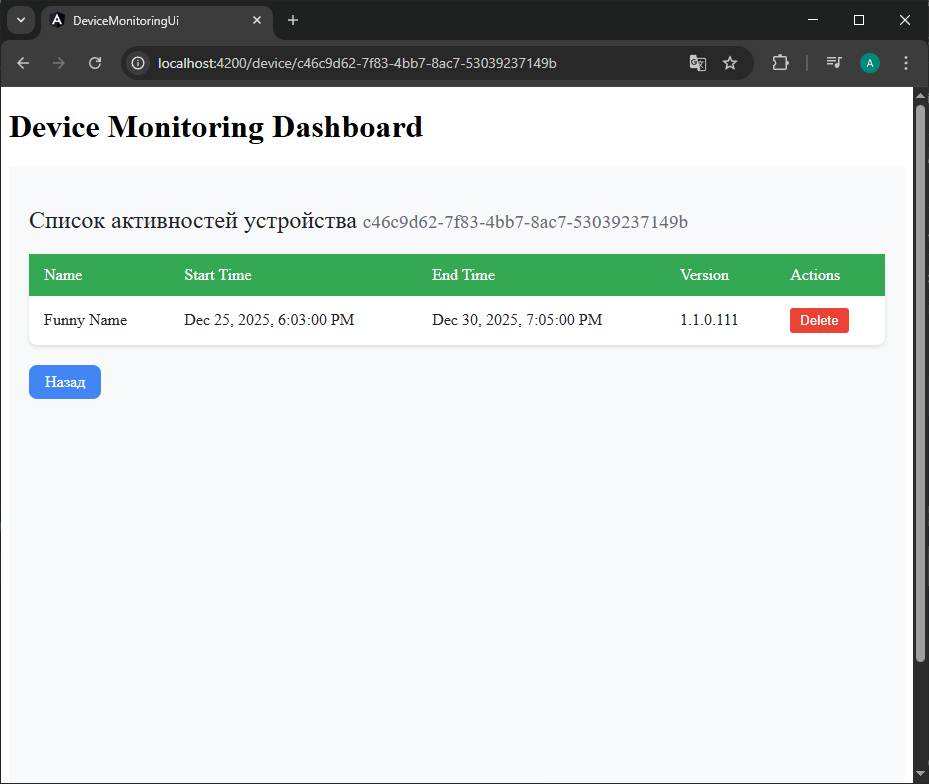 DeviceMonitoringUi
localhost:4200/device/c46c9d62-7f83-4bb7-8ac7-53039237149b
A
Device Monitoring Dashboard
Список активностей устройства c46c9d62-7f83-4bb7-8ac7-53039237149b
Name Start Time End Time Version Actions
Funny Name Dec 25, 2025, 6:03:00 PM Dec 30, 2025, 7:05:00 PM 1.1.0.111 Delete
Назад